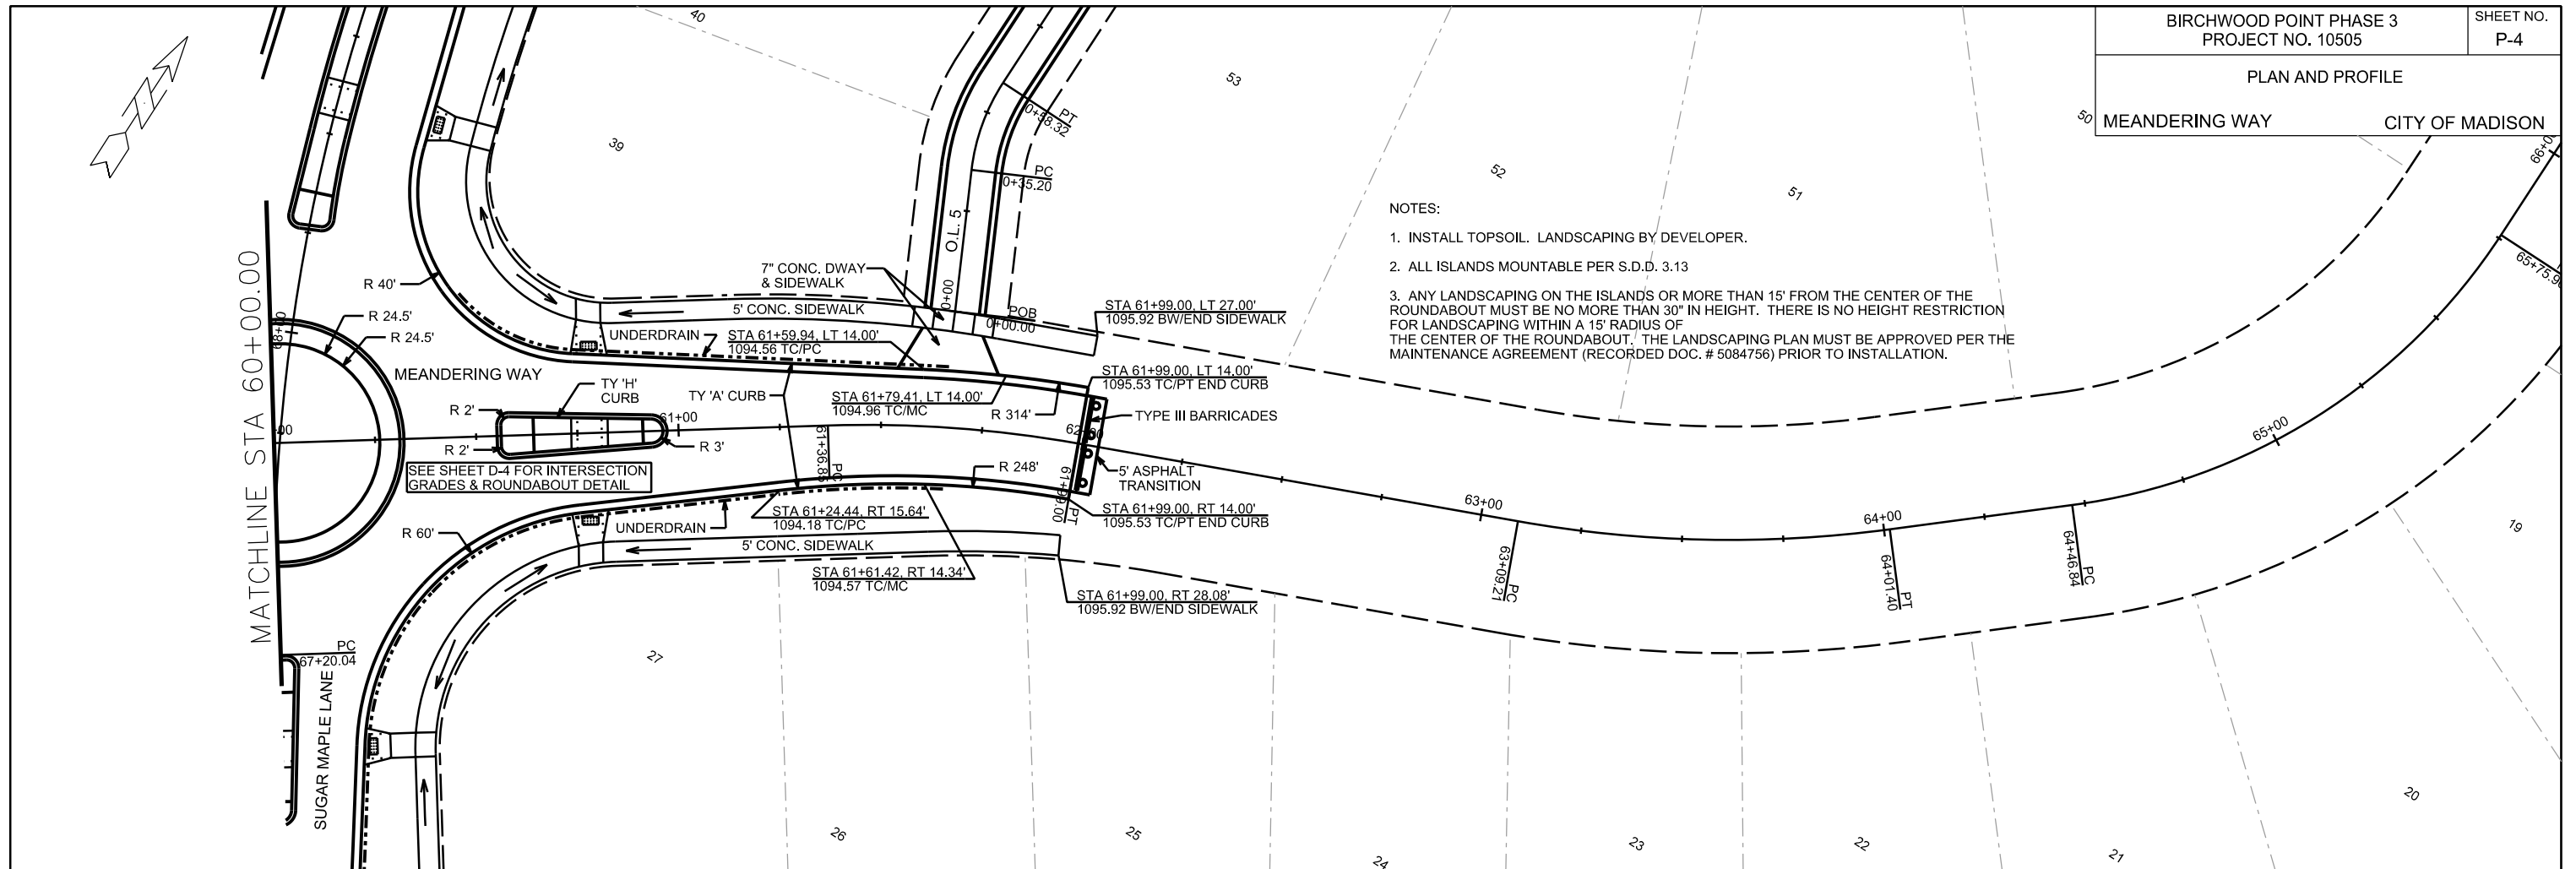 BIRCHWOOD POINT PHASE 3
PROJECT NO. 10505
SHEET NO.
P-4
PLAN AND PROFILE
MEANDERING WAY
CITY OF MADISON
NOTES:
1. INSTALL TOPSOIL. LANDSCAPING BY DEVELOPER.
2. ALL ISLANDS MOUNTABLE PER S.D.D. 3.13
3. ANY LANDSCAPING ON THE ISLANDS OR MORE THAN 15' FROM THE CENTER OF THE
ROUNDABOUT MUST BE NO MORE THAN 30" IN HEIGHT. THERE IS NO HEIGHT RESTRICTION
FOR LANDSCAPING WITHIN A 15' RADIUS OF
THE CENTER OF THE ROUNDABOUT. THE LANDSCAPING PLAN MUST BE APPROVED PER THE
MAINTENANCE AGREEMENT (RECORDED DOC. # 5084756) PRIOR TO INSTALLATION.
40
39
53
52
51
50
PT
0+58.32
PC
0+35.20
O.L. 5
0+00
POB
0+00.00
MATCHLINE STA 60+00.00
R 40'
R 24.5'
R 24.5'
68+00
7" CONC. DWAY
& SIDEWALK
5' CONC. SIDEWALK
UNDERDRAIN
STA 61+59.94, LT 14.00'
1094.56 TC/PC
STA 61+99.00, LT 27.00'
1095.92 BW/END SIDEWALK
MEANDERING WAY
TY 'H'
CURB
TY 'A' CURB
STA 61+79.41, LT 14.00'
1094.96 TC/MC
STA 61+99.00, LT 14.00'
1095.53 TC/PT END CURB
R 314'
TYPE III BARRICADES
R 2'
R 2'
R 3'
61+00
SEE SHEET D-4 FOR INTERSECTION
GRADES & ROUNDABOUT DETAIL
PC
61+36.85
R 248'
5' ASPHALT
TRANSITION
PT
61+99.00
STA 61+24.44, RT 15.64'
1094.18 TC/PC
STA 61+99.00, RT 14.00'
1095.53 TC/PT END CURB
R 60'
UNDERDRAIN
5' CONC. SIDEWALK
STA 61+61.42, RT 14.34'
1094.57 TC/MC
STA 61+99.00, RT 28.08'
1095.92 BW/END SIDEWALK
PC
67+20.04
SUGAR MAPLE LANE
63+00
PC
63+09.21
64+00
PT
64+01.40
PC
64+46.84
65+00
27
26
25
24
23
22
21
20
19